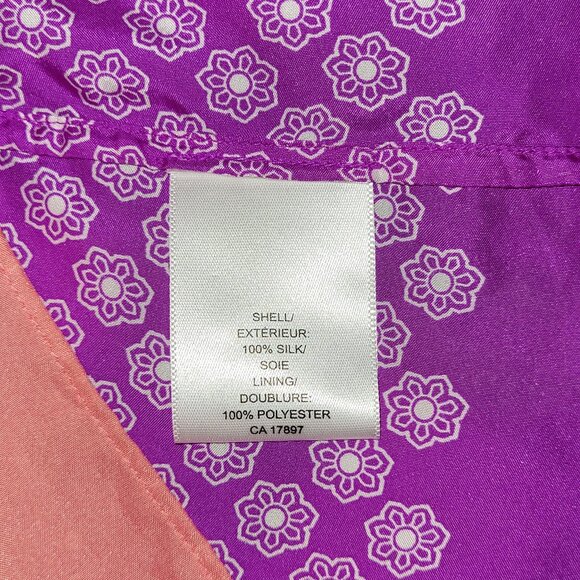 SHELL/
EXTÉRIEUR:
100% SILK/
SOIE
LINING/
DOUBLURE:
100% POLYESTER
CA 17897